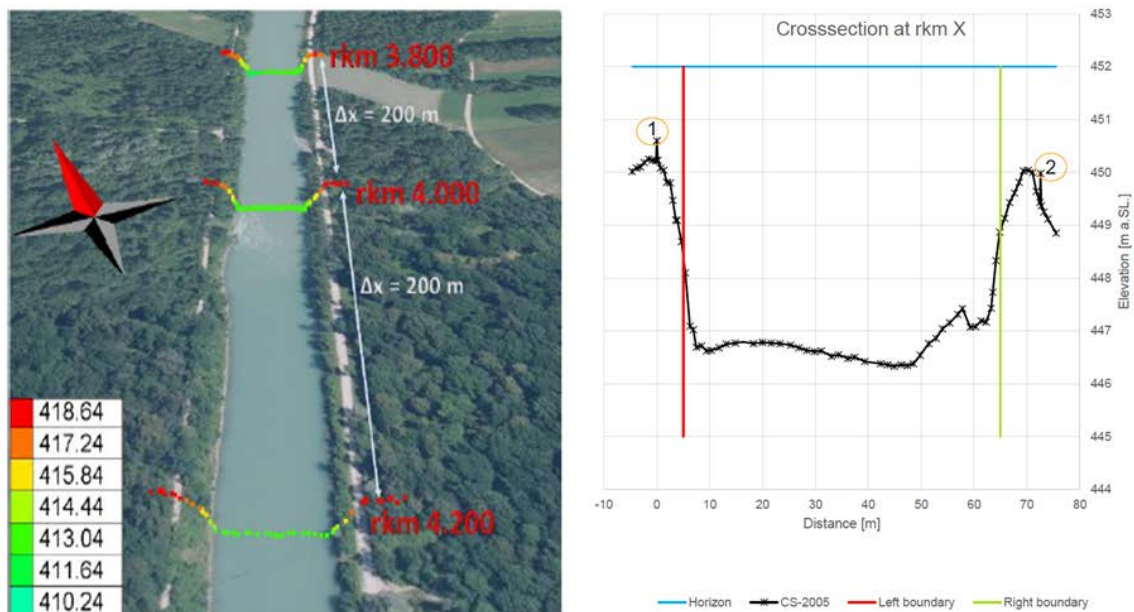 rkm 3.800
Δx = 200 m
rkm 4.000
Δx = 200 m
rkm 4.200
418.64
417.24
415.84
414.44
413.04
411.64
410.24
Crosssection at rkm X
1
2
453
452
451
450
449
448
447
446
445
444
Elevation [m a.SL.]
-10 0 10 20 30 40 50 60 70 80
Distance [m]
Horizon CS-2005 Left boundary Right boundary